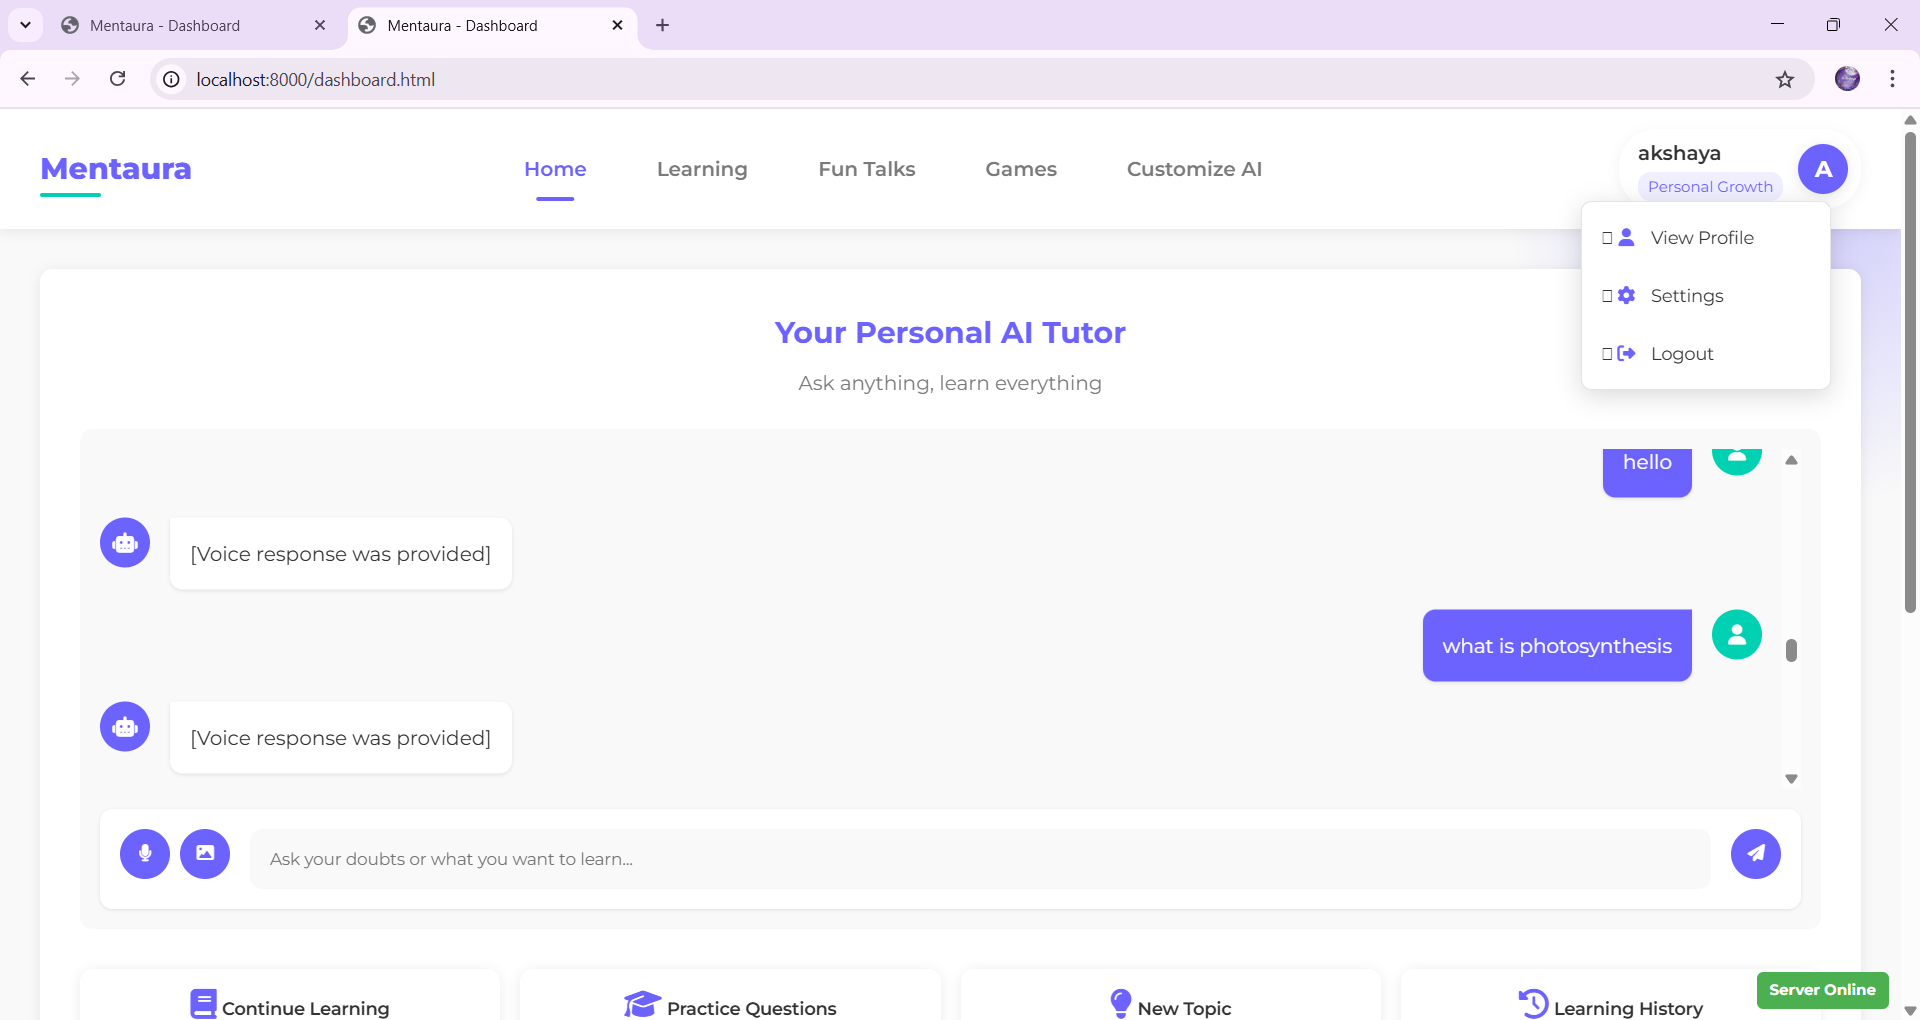 Mentaura - Dashboard
Mentaura - Dashboard
localhost:8000/dashboard.html
Mentaura
Home
Learning
Fun Talks
Games
Customize AI
akshaya
Personal Growth
A
View Profile
Settings
Logout
Your Personal AI Tutor
Ask anything, learn everything
hello
[Voice response was provided]
what is photosynthesis
[Voice response was provided]
Ask your doubts or what you want to learn...
Continue Learning
Practice Questions
New Topic
Learning History
Server Online